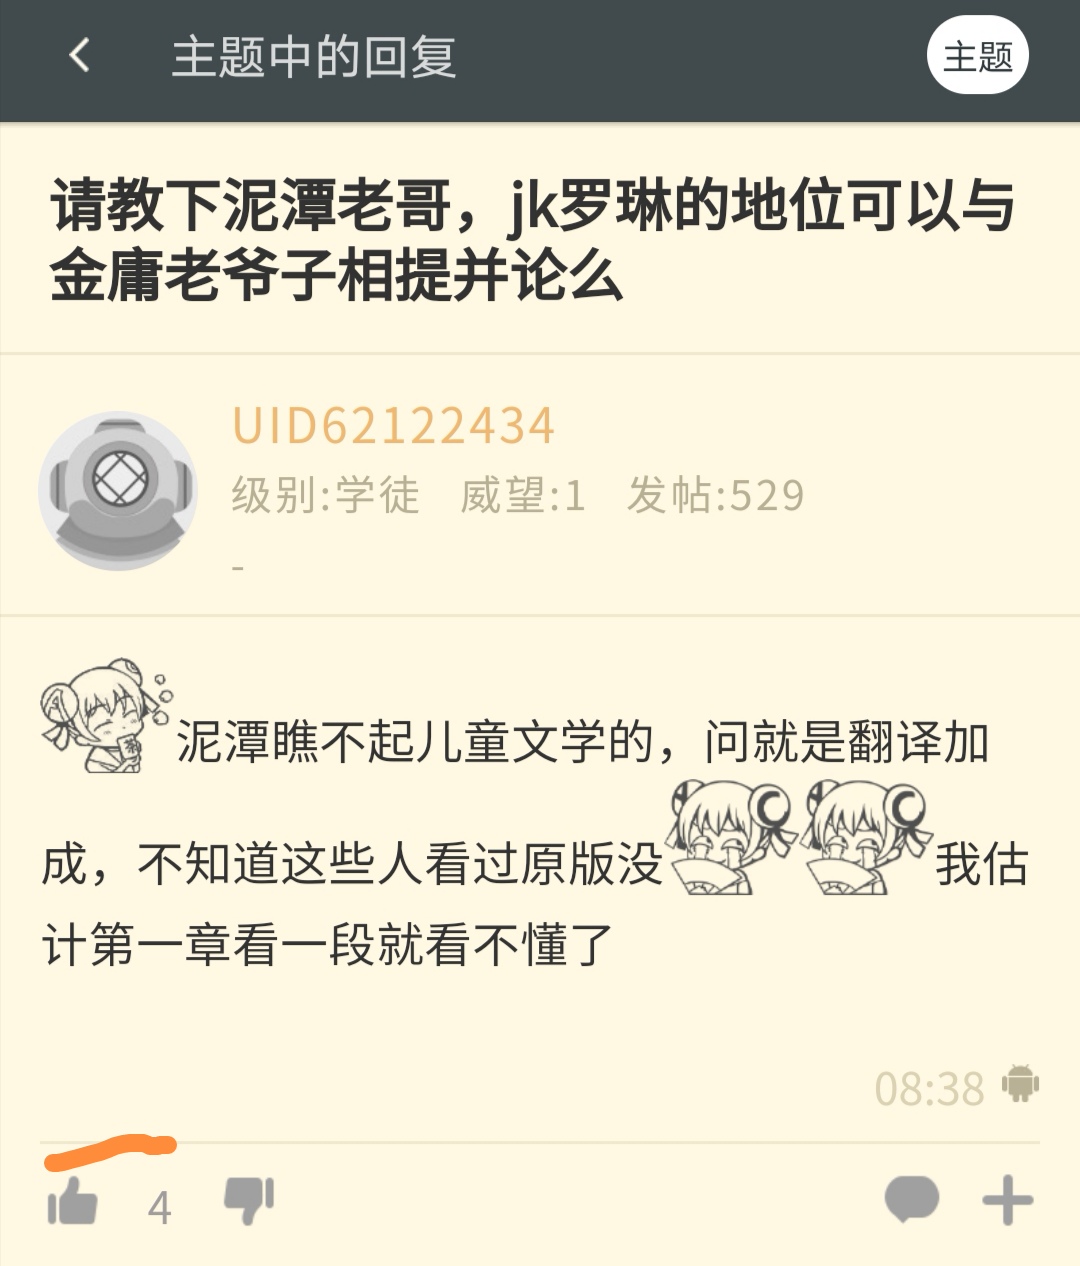 主题中的回复
主题
请教下泥潭老哥，jk罗琳的地位可以与
金庸老爷子相提并论么
UID62122434
级别:学徒 威望:1 发帖:529
-
茶
泥潭瞧不起儿童文学的，问就是翻译加
成，不知道这些人看过原版没我估
计第一章看一段就看不懂了
08:38
4